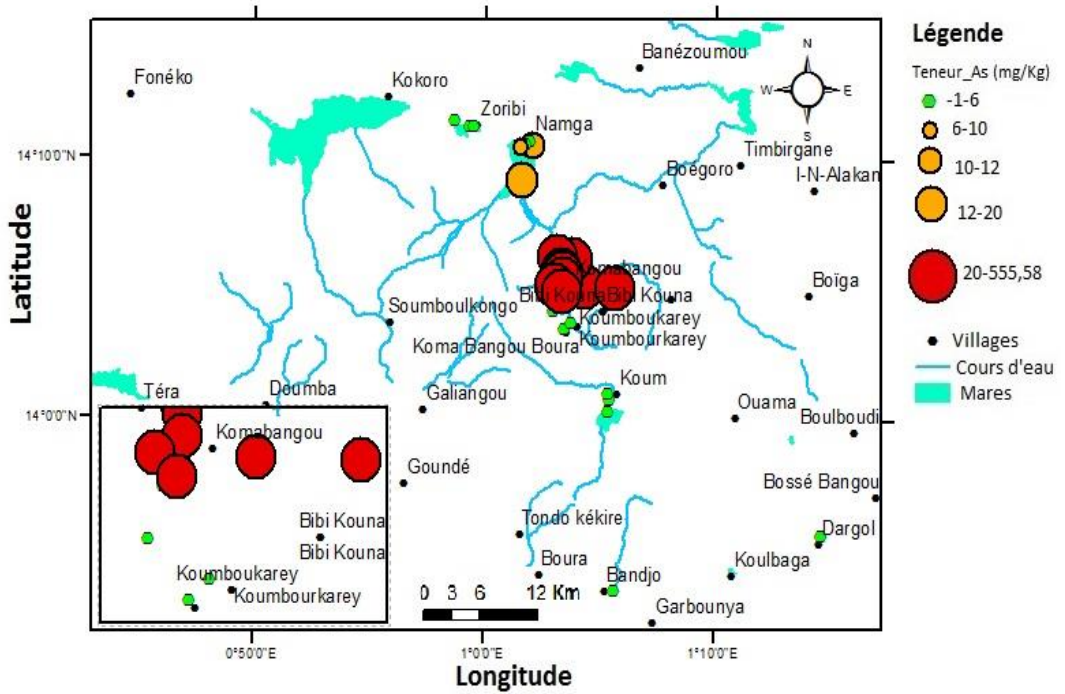 Légende
Teneur_As (mg/Kg)
-1-6
6-10
10-12
12-20
20-555,58
Villages
Cours d'eau
Mares
N
W
E
S
Banézoumou
Fonéko
Kokoro
Zoribi
Namga
Timbirgane
Boégoro
I-N-Alakan
Komabangou
Bibi Kouna
Bibi Kouna
Boïga
Soumboulkongo
Koumboukarey
Koumbourkarey
Koma Bangou Boura
Koum
Téra
Doumba
Galiangou
Ouama
Boulboudi
Goundé
Bossé Bangou
Tondo kékire
Dargol
Boura
Bandjo
Koulbaga
Garbounya
Komabangou
Bibi Kouna
Bibi Kouna
Koumboukarey
Koumbourkarey
0 3 6 12 Km
14°10'0"N
14°0'0"N
Latitude
0°50'0"E
1°0'0"E
1°10'0"E
Longitude